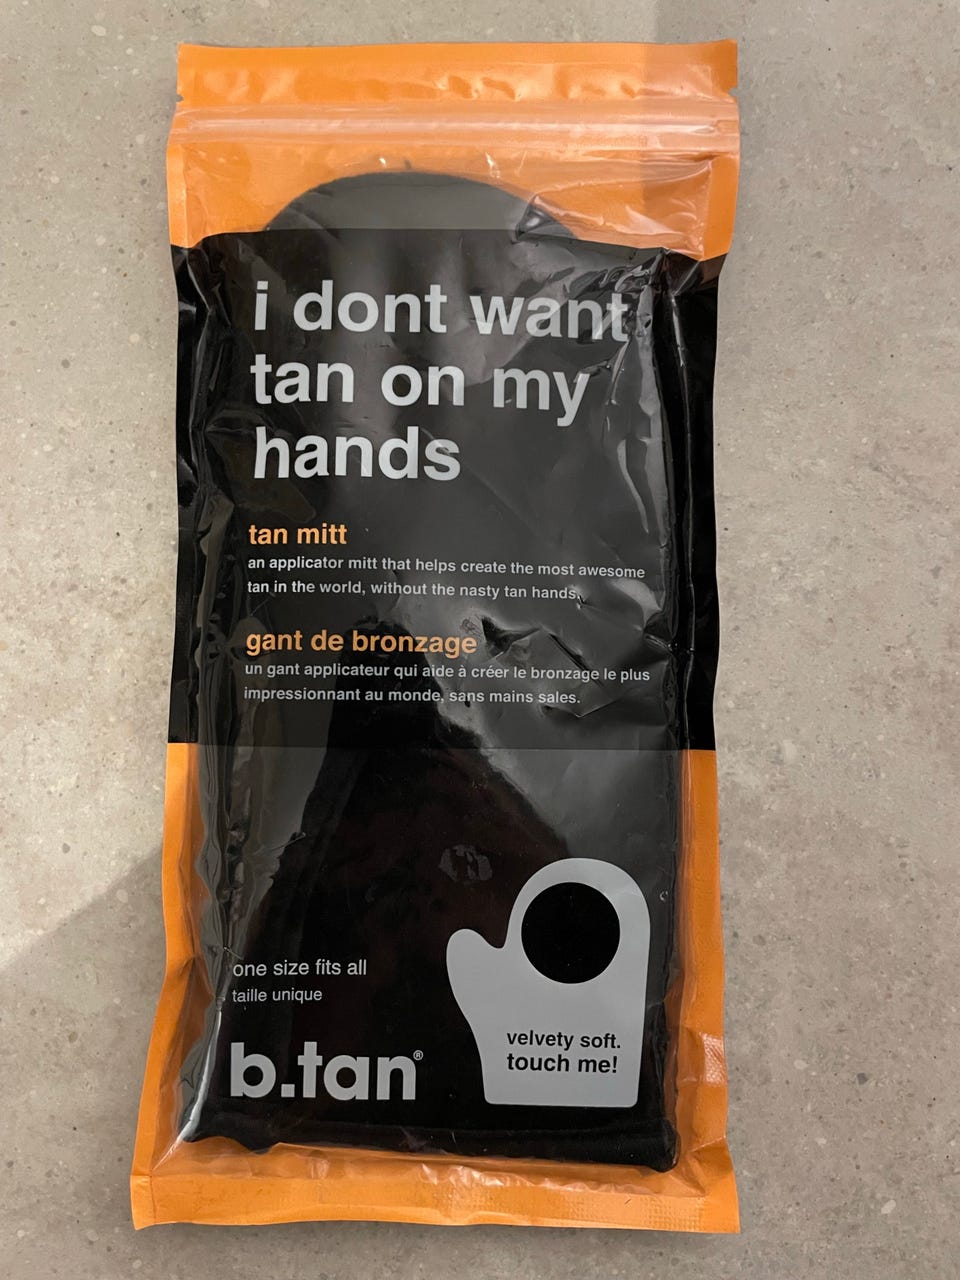 i dont want
tan on my
hands
tan mitt
an applicator mitt that helps create the most awesome
tan in the world, without the nasty tan hands.
gant de bronzage
un gant applicateur qui aide à créer le bronzage le plus
impressionnant au monde, sans mains sales.
one size fits all
taille unique
b.tan®
velvety soft.
touch me!